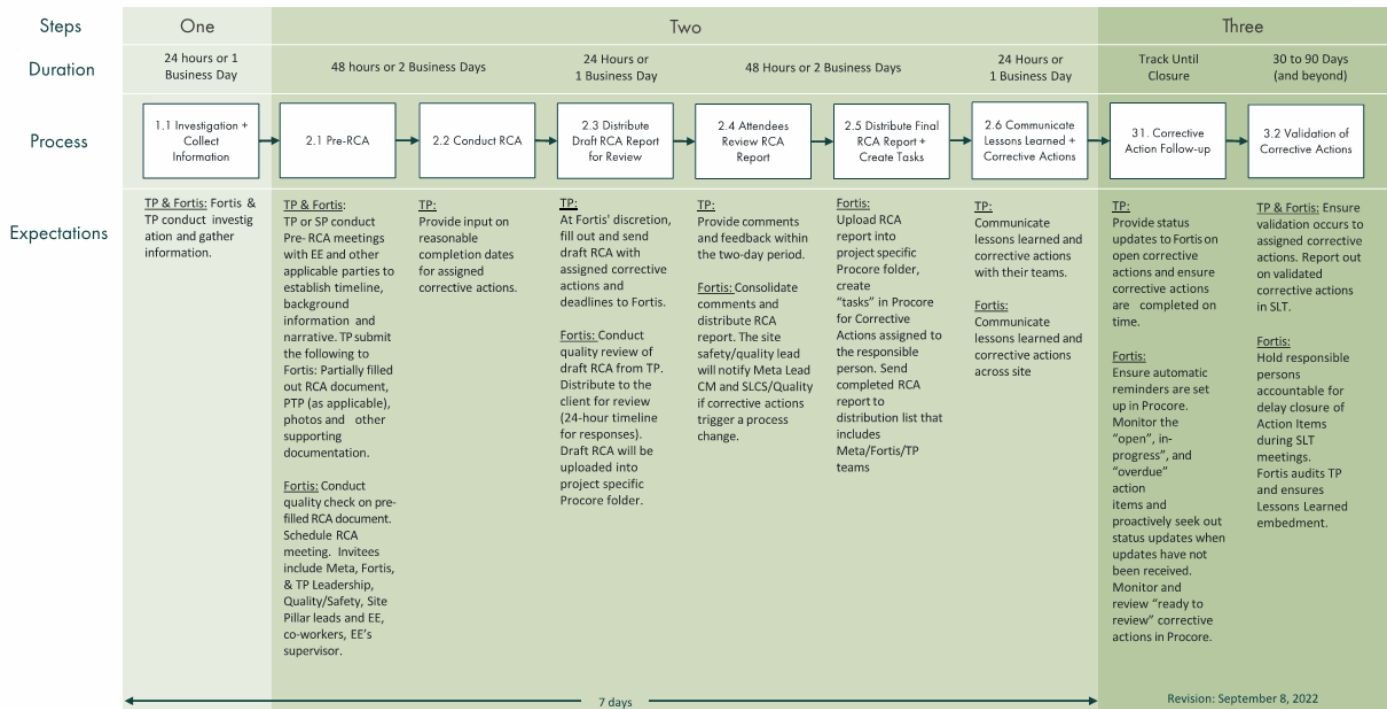 Steps
One
Two
Three
Duration
24 hours or 1
Business Day
48 hours or 2 Business Days
24 Hours or
1 Business Day
48 Hours or 2 Business Days
24 Hours or
1 Business Day
Track Until
Closure
30 to 90 Days
(and beyond)
Process
1.1 Investigation +
Collect
Information
2.1 Pre-RCA
2.2 Conduct RCA
2.3 Distribute
Draft RCA Report
for Review
2.4 Attendees
Review RCA
Report
2.5 Distribute Final
RCA Report +
Create Tasks
2.6 Communicate
Lessons Learned +
Corrective Actions
31. Corrective
Action Follow-up
3.2 Validation of
Corrective Actions
Expectations
TP & Fortis: Fortis &
TP conduct investig
ation and gather
information.
TP & Fortis:
TP or SP conduct
Pre- RCA meetings
with EE and other
applicable parties to
establish timeline,
background
information and
narrative. TP submit
the following to
Fortis: Partially filled
out RCA document,
PTP (as applicable),
photos and other
supporting
documentation.
Fortis: Conduct
quality check on pre-
filled RCA document.
Schedule RCA
meeting. Invitees
include Meta, Fortis,
& TP Leadership,
Quality/Safety, Site
Pillar leads and EE,
co-workers, EE's
supervisor.
TP:
Provide input on
reasonable
completion dates
for assigned
corrective actions.
TP:
At Fortis' discretion,
fill out and send
draft RCA with
assigned corrective
actions and
deadlines to Fortis.
Fortis: Conduct
quality review of
draft RCA from TP.
Distribute to the
client for review
(24-hour timeline
for responses).
Draft RCA will be
uploaded into
project specific
Procore folder.
TP:
Provide comments
and feedback within
the two-day period.
Fortis: Consolidate
comments and
distribute RCA
report. The site
safety/quality lead
will notify Meta Lead
CM and SLCS/Quality
if corrective actions
trigger a process
change.
Fortis:
Upload RCA
report into
project specific
Procore folder,
create
"tasks" in Procore
for Corrective
Actions assigned to
the responsible
person. Send
completed RCA
report to
distribution list that
includes
Meta/Fortis/TP
teams
TP:
Communicate
lessons learned and
corrective actions
with their teams.
Fortis:
Communicate
lessons learned and
corrective actions
across site
TP:
Provide status
updates to Fortis on
open corrective
actions and ensure
corrective actions
are completed on
time.
Fortis:
Ensure automatic
reminders are set
up in Procore.
Monitor the
"open", in-
progress", and
"overdue"
action
items and
proactively seek out
status updates when
updates have not
been received.
Monitor and
review "ready to
review" corrective
actions in Procore.
TP & Fortis: Ensure
validation occurs to
assigned corrective
actions. Report out
on validated
corrective actions
in SLT.
Fortis:
Hold responsible
persons
accountable for
delay closure of
Action Items
during SLT
meetings.
Fortis audits TP
and ensures
Lessons Learned
embedment.
7 days
Revision: September 8, 2022